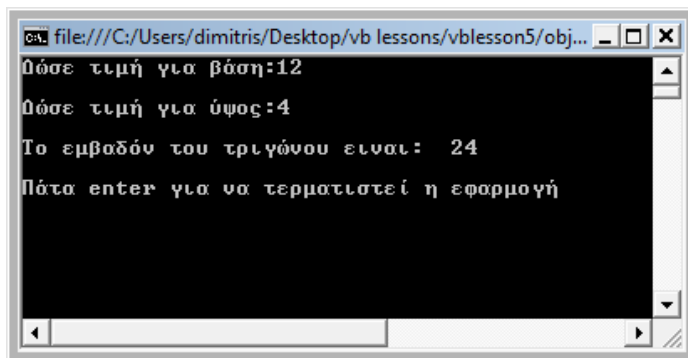 file:///C:/Users/dimitris/Desktop/vb lessons/vblesson5/obj...
Δώσε τιμή για βάση:12
Δώσε τιμή για ύψος:4
Το εμβαδόν του τριγώνου ειναι:  24
Πάτα enter για να τερματιστεί η εφαρμογή